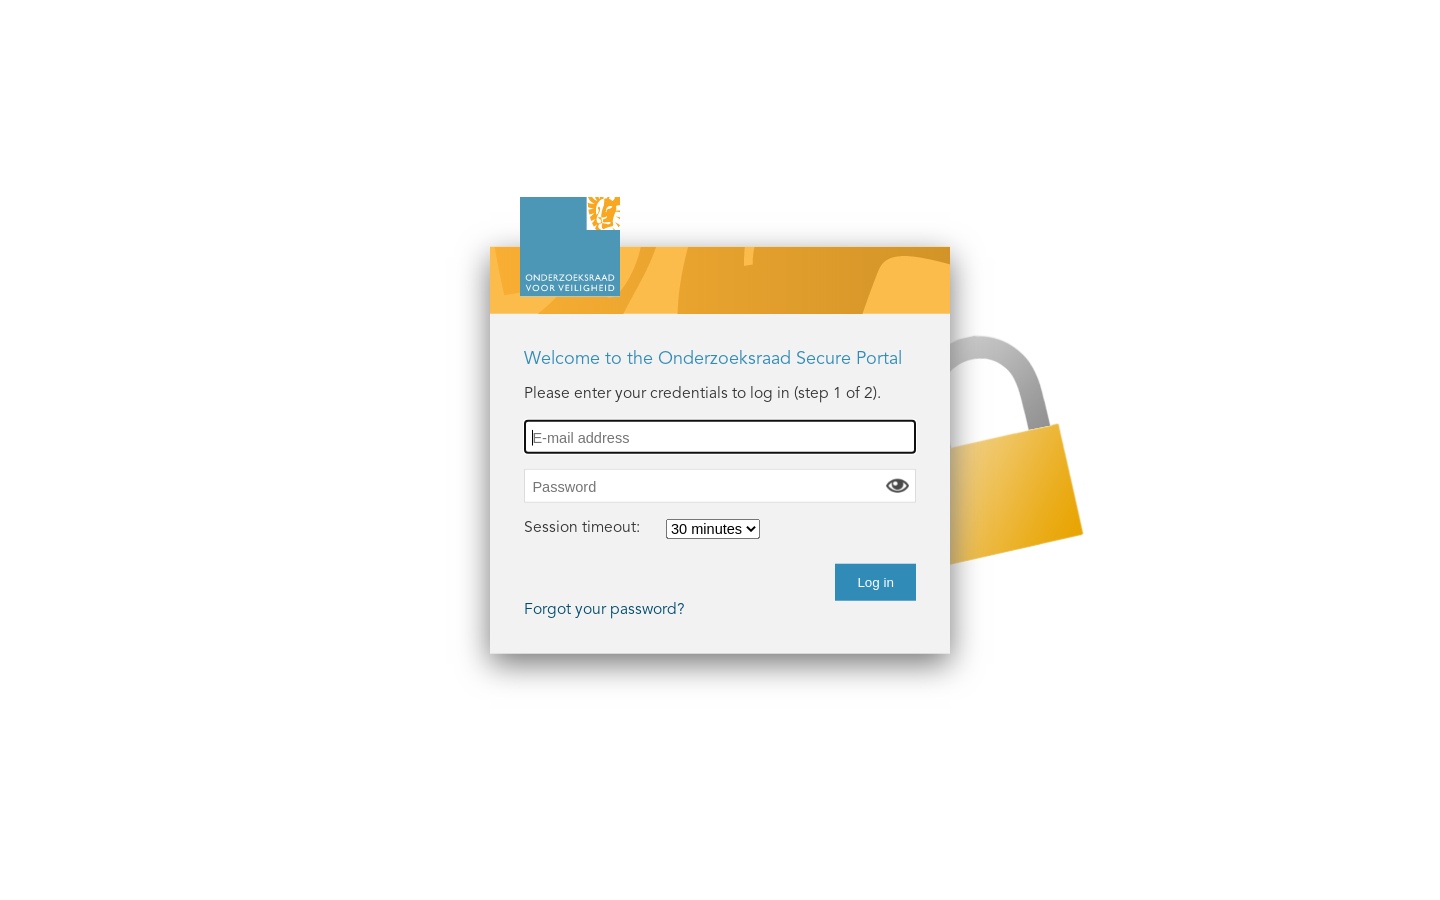 ONDERZOEKSRAAD
VOOR VEILIGHEID
Welcome to the Onderzoeksraad Secure Portal
Please enter your credentials to log in (step 1 of 2).
E-mail address
Password
Session timeout: 30 minutes
Log in
Forgot your password?